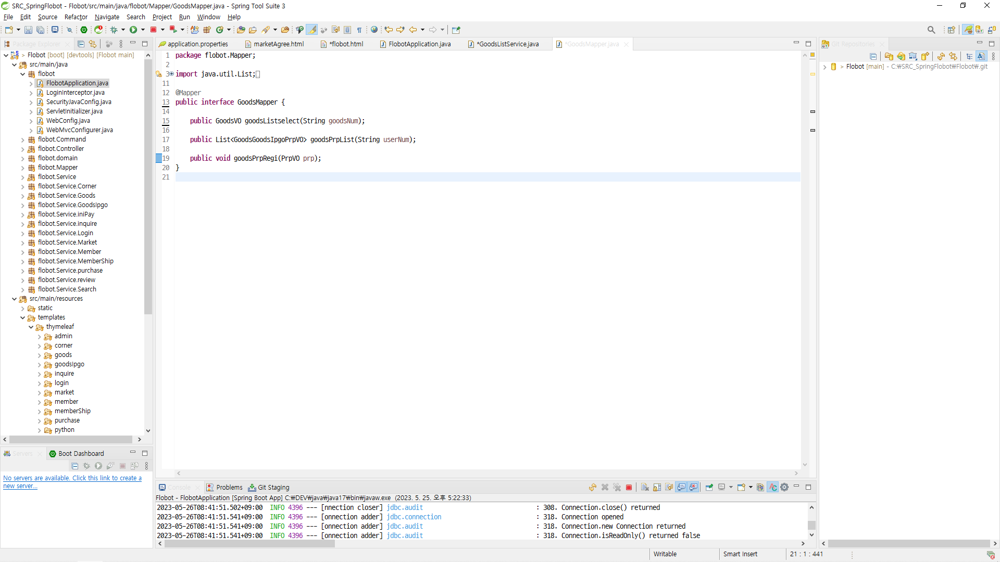 SRC_SpringFlobot - Flobot/src/main/java/flobot/Mapper/GoodsMapper.java - Spring Tool Suite 3
File Edit Source Refactor Navigate Search Project Run Window Help
Package Explorer
> Flobot [boot] [devtools] [Flobot main]
src/main/java
flobot
FlobotApplication.java
LoginInterceptor.java
SecurityJavaConfig.java
ServletInitializer.java
WebConfig.java
WebMvcConfigurer.java
flobot.Command
flobot.Controller
flobot.domain
flobot.Mapper
flobot.Service
flobot.Service.Corner
flobot.Service.Goods
flobot.Service.GoodsIpgo
flobot.Service.iniPay
flobot.Service.inquire
flobot.Service.Login
flobot.Service.Market
flobot.Service.Member
flobot.Service.MemberShip
flobot.Service.purchase
flobot.Service.review
flobot.Service.Search
src/main/resources
static
templates
thymeleaf
admin
corner
goods
goodsIpgo
inquire
login
market
member
memberShip
purchase
python
Servers
Boot Dashboard
No servers are available. Click this link to create a
new server...
application.properties
marketAgree.html
*flobot.html
FlobotApplication.java
*GoodsListService.java
*GoodsMapper.java
1 package flobot.Mapper;
2
3 import java.util.List;
11
12 @Mapper
13 public interface GoodsMapper {
14
15 public GoodsVO goodsListselect(String goodsNum);
16
17 public List<GoodsGoodsIpgoPrpVO> goodsPrpList(String userNum);
18
19 public void goodsPrpRegi(PrpVO prp);
20 }
21
Console
Problems
Git Staging
Flobot - FlobotApplication [Spring Boot App] C:₩DEV₩java₩java17₩bin₩javaw.exe (2023. 5. 25. 오후 5:22:33)
2023-05-26T08:41:51.502+09:00 INFO 4396 --- [nnection closer] jdbc.audit : 308. Connection.close() returned
2023-05-26T08:41:51.541+09:00 INFO 4396 --- [onnection adder] jdbc.connection : 318. Connection opened
2023-05-26T08:41:51.541+09:00 INFO 4396 --- [onnection adder] jdbc.audit : 318. Connection.new Connection returned
2023-05-26T08:41:51.541+09:00 INFO 4396 --- [onnection adder] jdbc.audit : 318. Connection.isReadOnly() returned false
Git Repositories
> Flobot [main] - C:₩SRC_SpringFlobot₩Flobot₩.git
Writable
Smart Insert
21 : 1 : 441